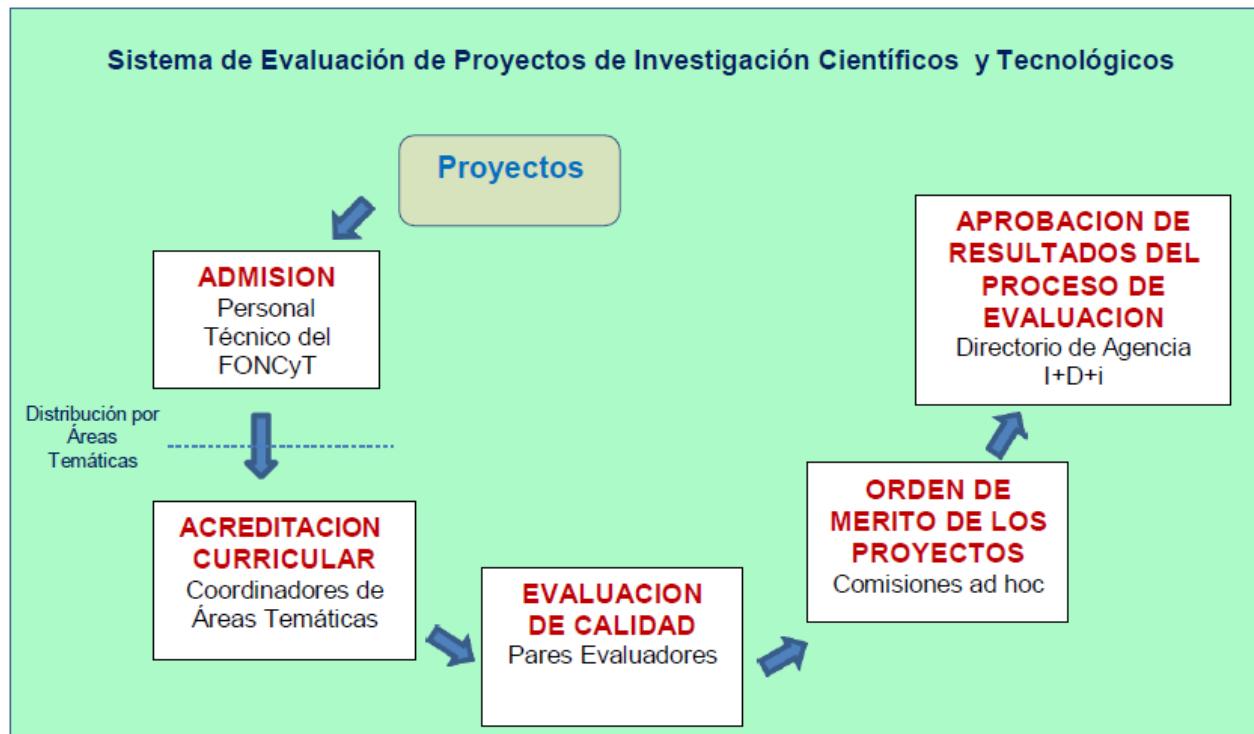 Sistema de Evaluación de Proyectos de Investigación Científicos y Tecnológicos
Proyectos
ADMISION
Personal
Técnico del
FONCyT
Distribución por
Áreas
Temáticas
ACREDITACION
CURRICULAR
Coordinadores de
Áreas Temáticas
EVALUACION
DE CALIDAD
Pares Evaluadores
ORDEN DE
MERITO DE LOS
PROYECTOS
Comisiones ad hoc
APROBACION DE
RESULTADOS DEL
PROCESO DE
EVALUACION
Directorio de Agencia
I+D+i